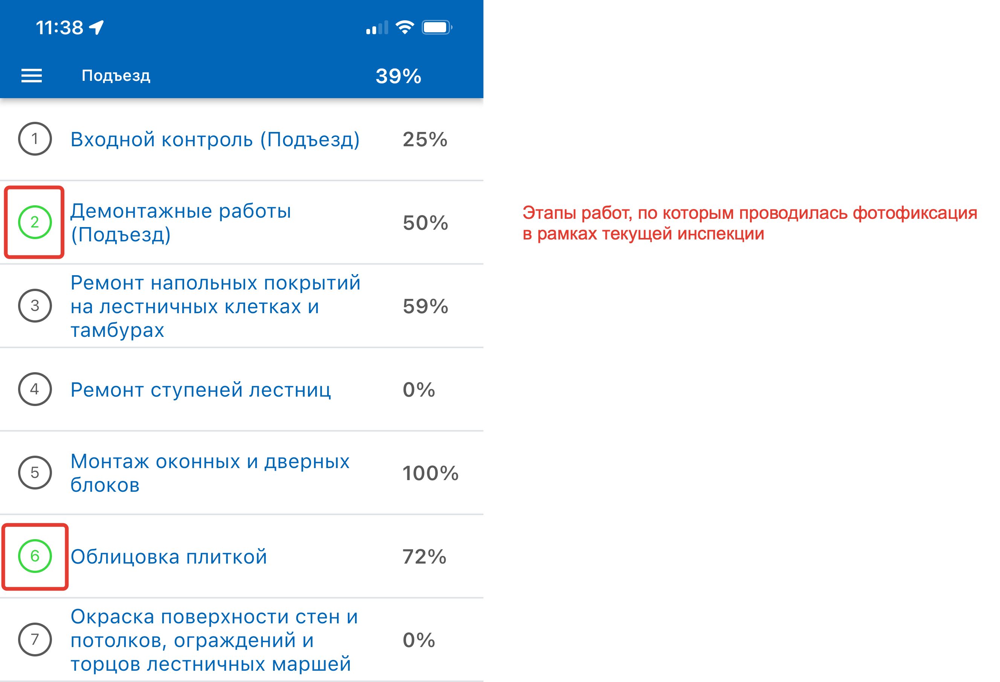 11:38
Подъезд 39%
1 Входной контроль (Подъезд) 25%
2 Демонтажные работы
(Подъезд) 50%
Этапы работ, по которым проводилась фотофиксация
в рамках текущей инспекции
3 Ремонт напольных покрытий
на лестничных клетках и
тамбурах 59%
4 Ремонт ступеней лестниц 0%
5 Монтаж оконных и дверных
блоков 100%
6 Облицовка плиткой 72%
7 Окраска поверхности стен и
потолков, ограждений и
торцов лестничных маршей 0%